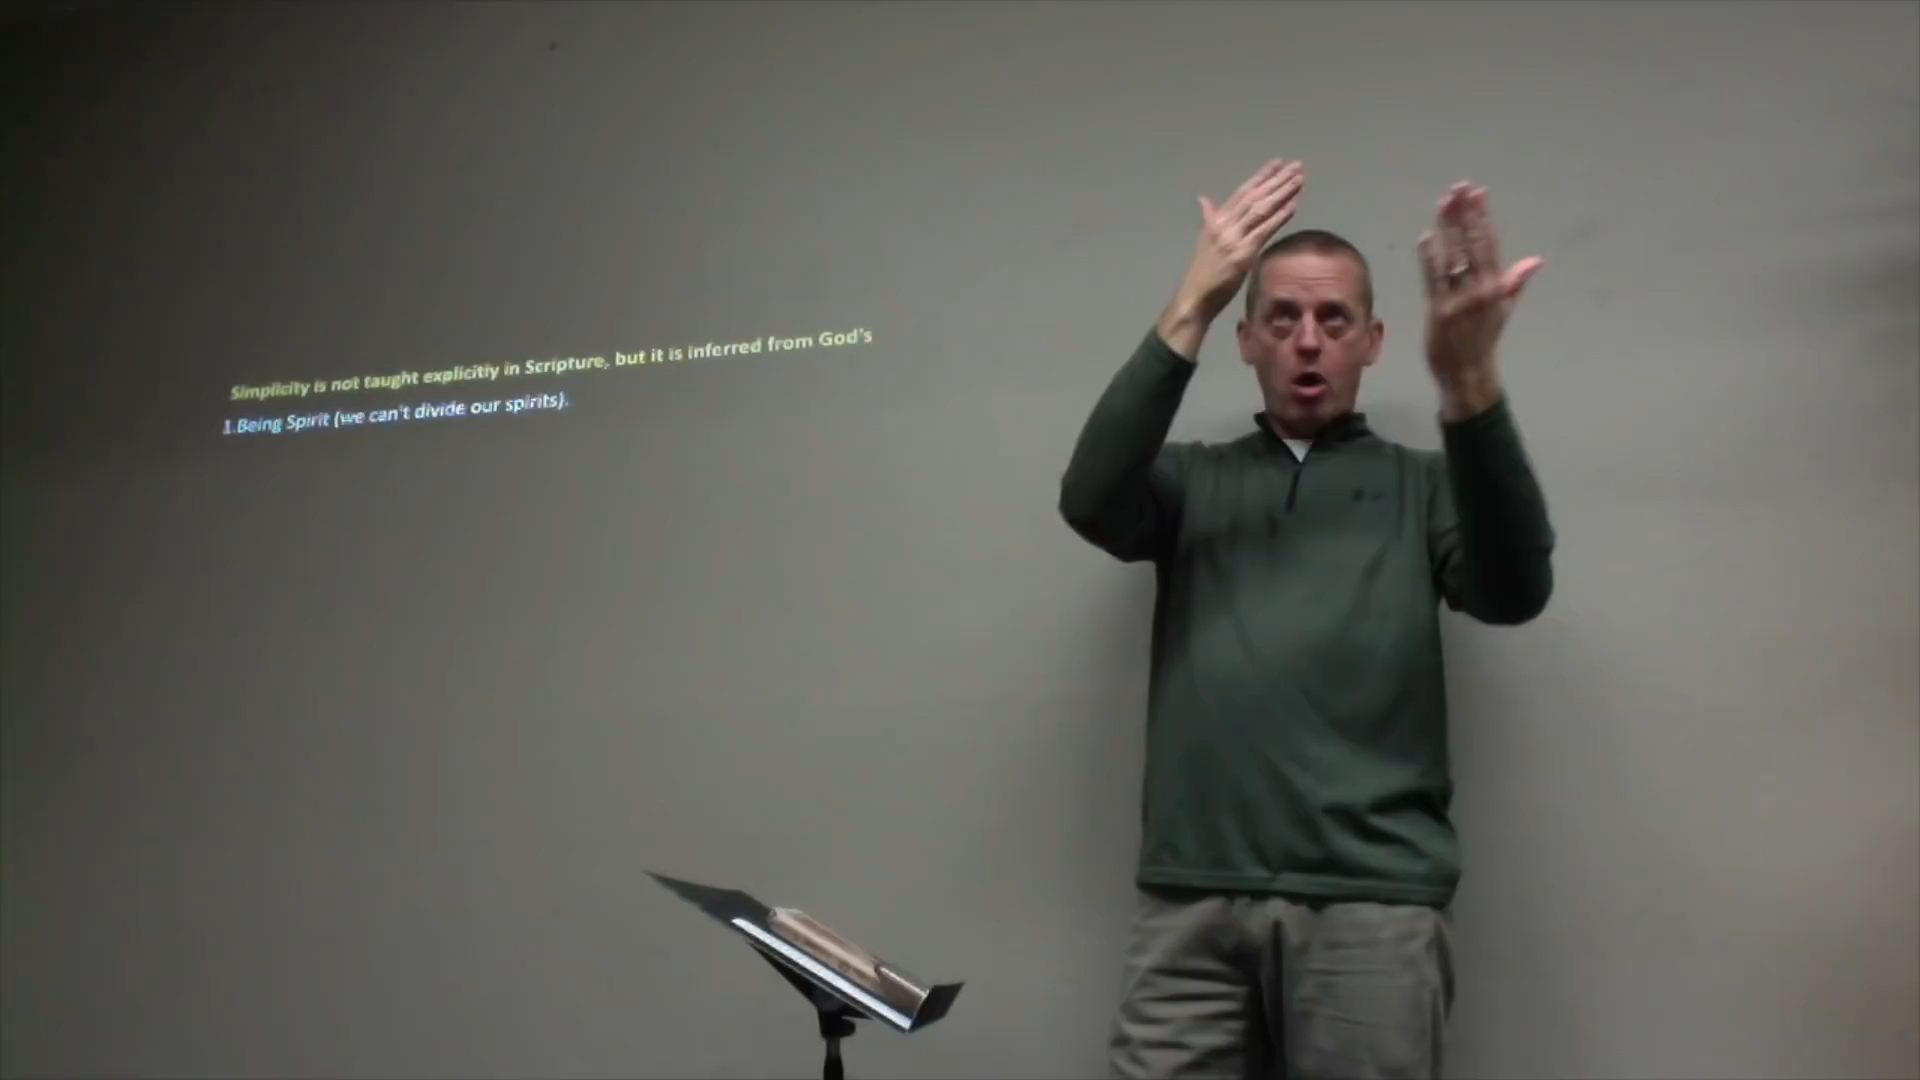 Simplicity is not taught explicitly in Scripture, but it is inferred from God's
1.Being Spirit (we can't divide our spirits).